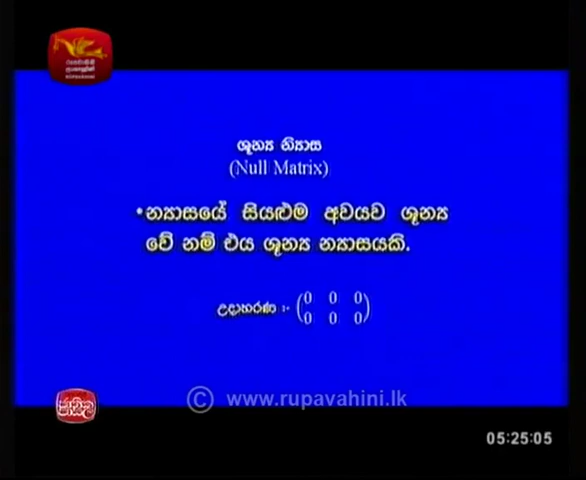 ශූන්‍ය න්‍යාස
(Null Matrix)
•න්‍යාසයේ සියළුම අවයව ශූන්‍ය
වේ නම් එය ශූන්‍ය න්‍යාසයකි.
උදාහරණ :- (0 0 0
0 0 0)
© www.rupavahini.lk
05:25:05